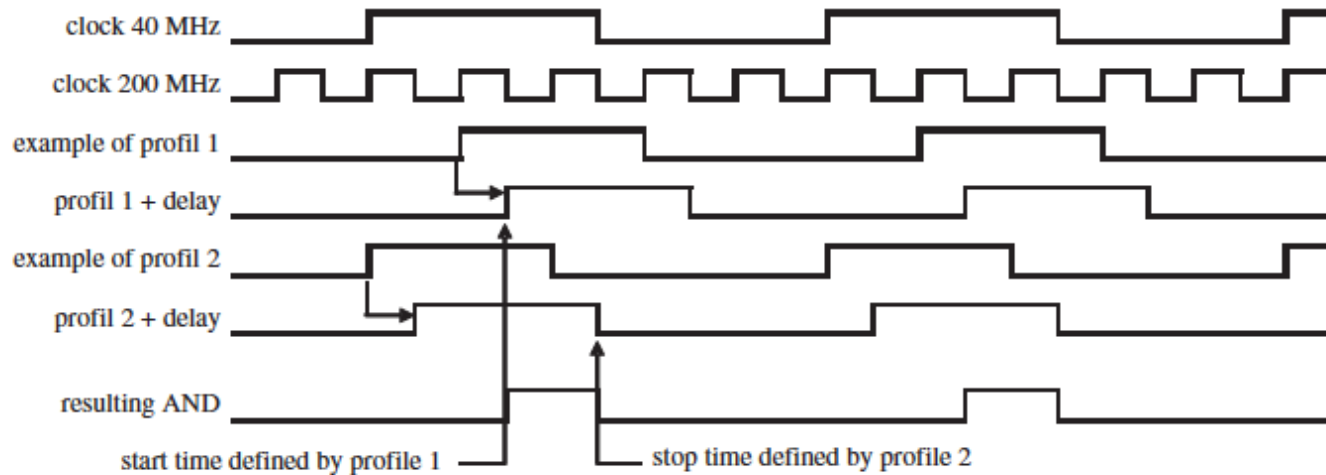 clock 40 MHz
clock 200 MHz
example of profil 1
profil 1 + delay
example of profil 2
profil 2 + delay
resulting AND
start time defined by profile 1
stop time defined by profile 2